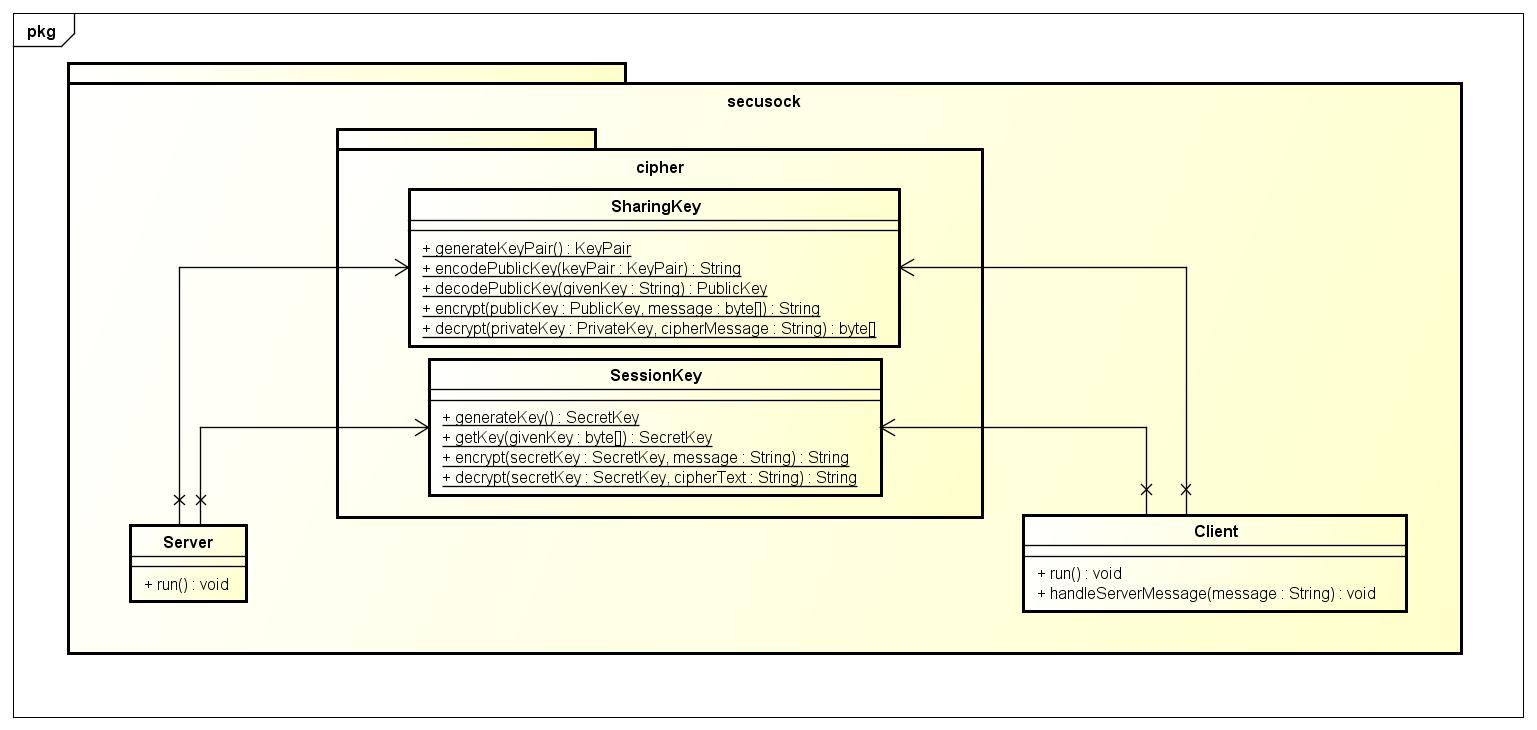 pkg
secusock
cipher
SharingKey
+ generateKeyPair() : KeyPair
+ encodePublicKey(keyPair : KeyPair) : String
+ decodePublicKey(givenKey : String) : PublicKey
+ encrypt(publicKey : PublicKey, message : byte[]) : String
+ decrypt(privateKey : PrivateKey, cipherMessage : String) : byte[]
SessionKey
+ generateKey() : SecretKey
+ getKey(givenKey : byte[]) : SecretKey
+ encrypt(secretKey : SecretKey, message : String) : String
+ decrypt(secretKey : SecretKey, cipherText : String) : String
Server
+ run() : void
Client
+ run() : void
+ handleServerMessage(message : String) : void